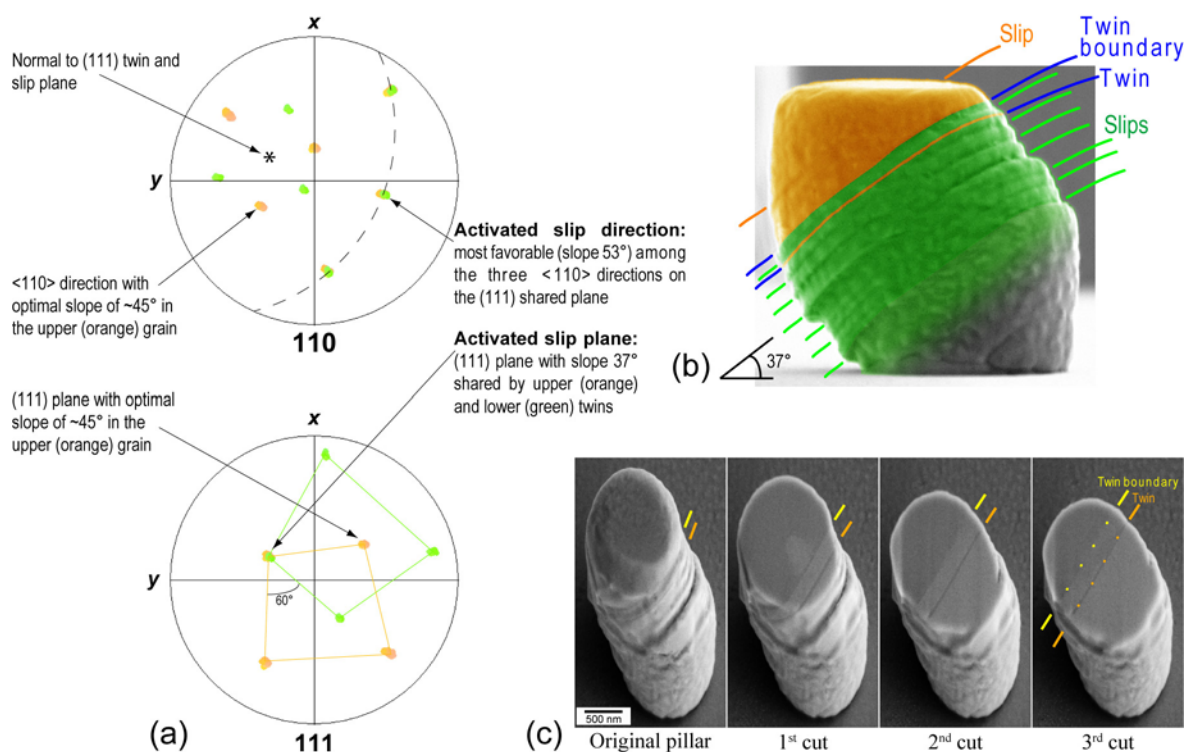 x
Normal to (111) twin and
slip plane
*
y
<110> direction with
optimal slope of ~45° in
the upper (orange) grain
110
Activated slip direction:
most favorable (slope 53°) among
the three <110> directions on
the (111) shared plane
Activated slip plane:
(111) plane with slope 37°
shared by upper (orange)
and lower (green) twins
(111) plane with optimal
slope of ~45° in the
upper (orange) grain
x
y
60°
(a)
111
Slip
Twin
boundary
Twin
Slips
(b)
37°
(c)
Twin boundary
Twin
500 nm
Original pillar
1st cut
2nd cut
3rd cut